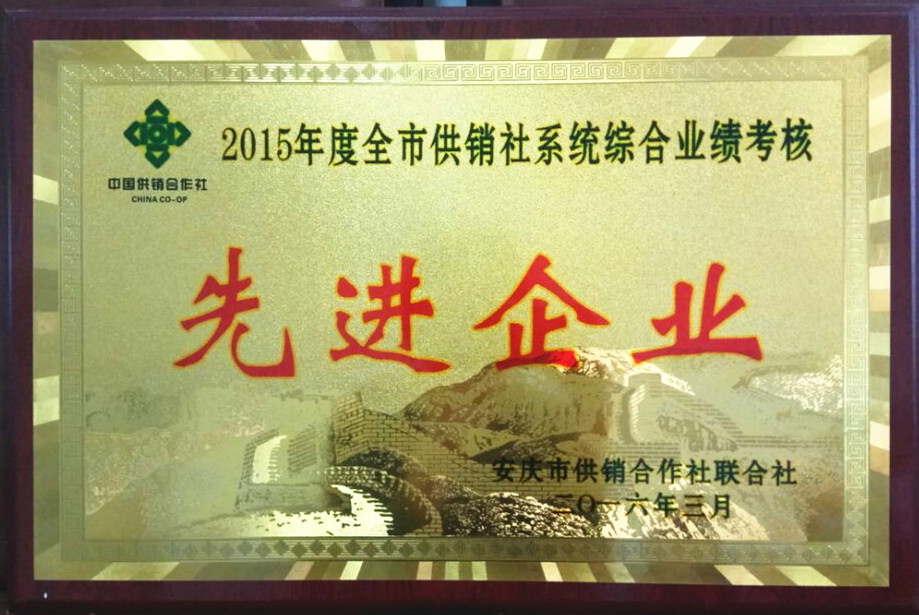 2015年度全市供销社系统综合业绩考核
中国供销合作社
CHINA CO-OP
先进企业
安庆市供销合作社联合社
二〇一六年三月